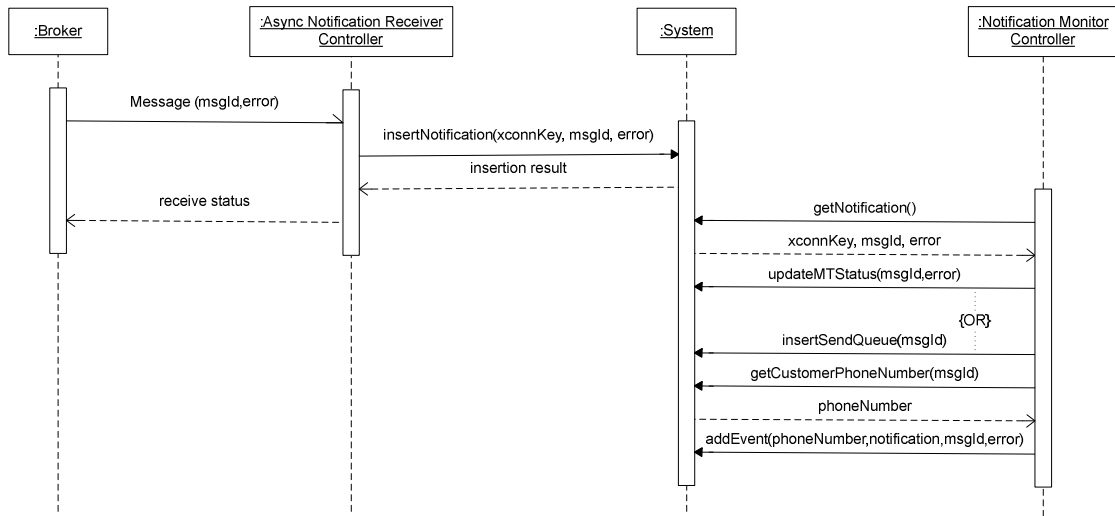 :Broker
:Async Notification Receiver
Controller
:System
:Notification Monitor
Controller
Message (msgId,error)
insertNotification(xconnKey, msgId, error)
insertion result
receive status
getNotification()
xconnKey, msgId, error
updateMTStatus(msgId,error)
{OR}
insertSendQueue(msgId)
getCustomerPhoneNumber(msgId)
phoneNumber
addEvent(phoneNumber,notification,msgId,error)